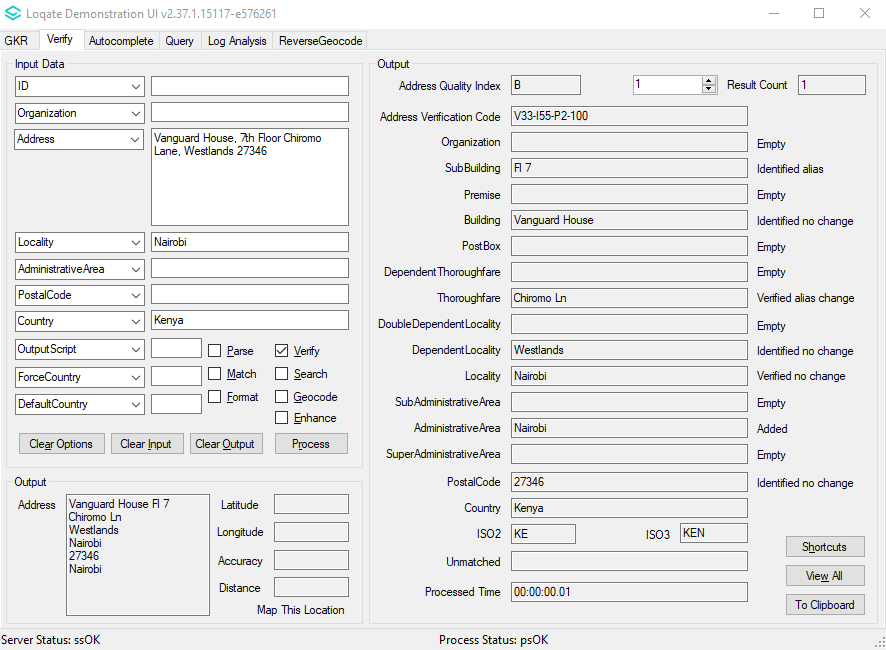 Loqate Demonstration UI v2.37.1.15117-e576261
GKR Verify Autocomplete Query Log Analysis ReverseGeocode
Input Data
ID
Organization
Address
Vanguard House, 7th Floor Chiromo
Lane, Westlands 27346
Locality Nairobi
AdministrativeArea
PostalCode
Country Kenya
OutputScript Parse Verify
ForceCountry Match Search
DefaultCountry Format Geocode
Enhance
Clear Options Clear Input Clear Output Process
Output
Address
Vanguard House Fl 7
Chiromo Ln
Westlands
Nairobi
27346
Nairobi
Latitude
Longitude
Accuracy
Distance
Map This Location
Output
Address Quality Index B 1 Result Count 1
Address Verification Code V33-I55-P2-100
Organization Empty
SubBuilding Fl 7 Identified alias
Premise Empty
Building Vanguard House Identified no change
PostBox Empty
DependentThoroughfare Empty
Thoroughfare Chiromo Ln Verified alias change
DoubleDependentLocality Empty
DependentLocality Westlands Identified no change
Locality Nairobi Verified no change
SubAdministrativeArea Empty
AdministrativeArea Nairobi Added
SuperAdministrativeArea Empty
PostalCode 27346 Identified no change
Country Kenya
ISO2 KE ISO3 KEN
Unmatched
Processed Time 00:00:00.01
Shortcuts
View All
To Clipboard
Server Status: ssOK Process Status: psOK